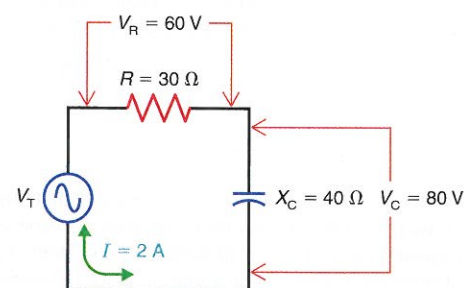 V_R = 60 V
R = 30 Ω
V_T
X_C = 40 Ω V_C = 80 V
I = 2 A